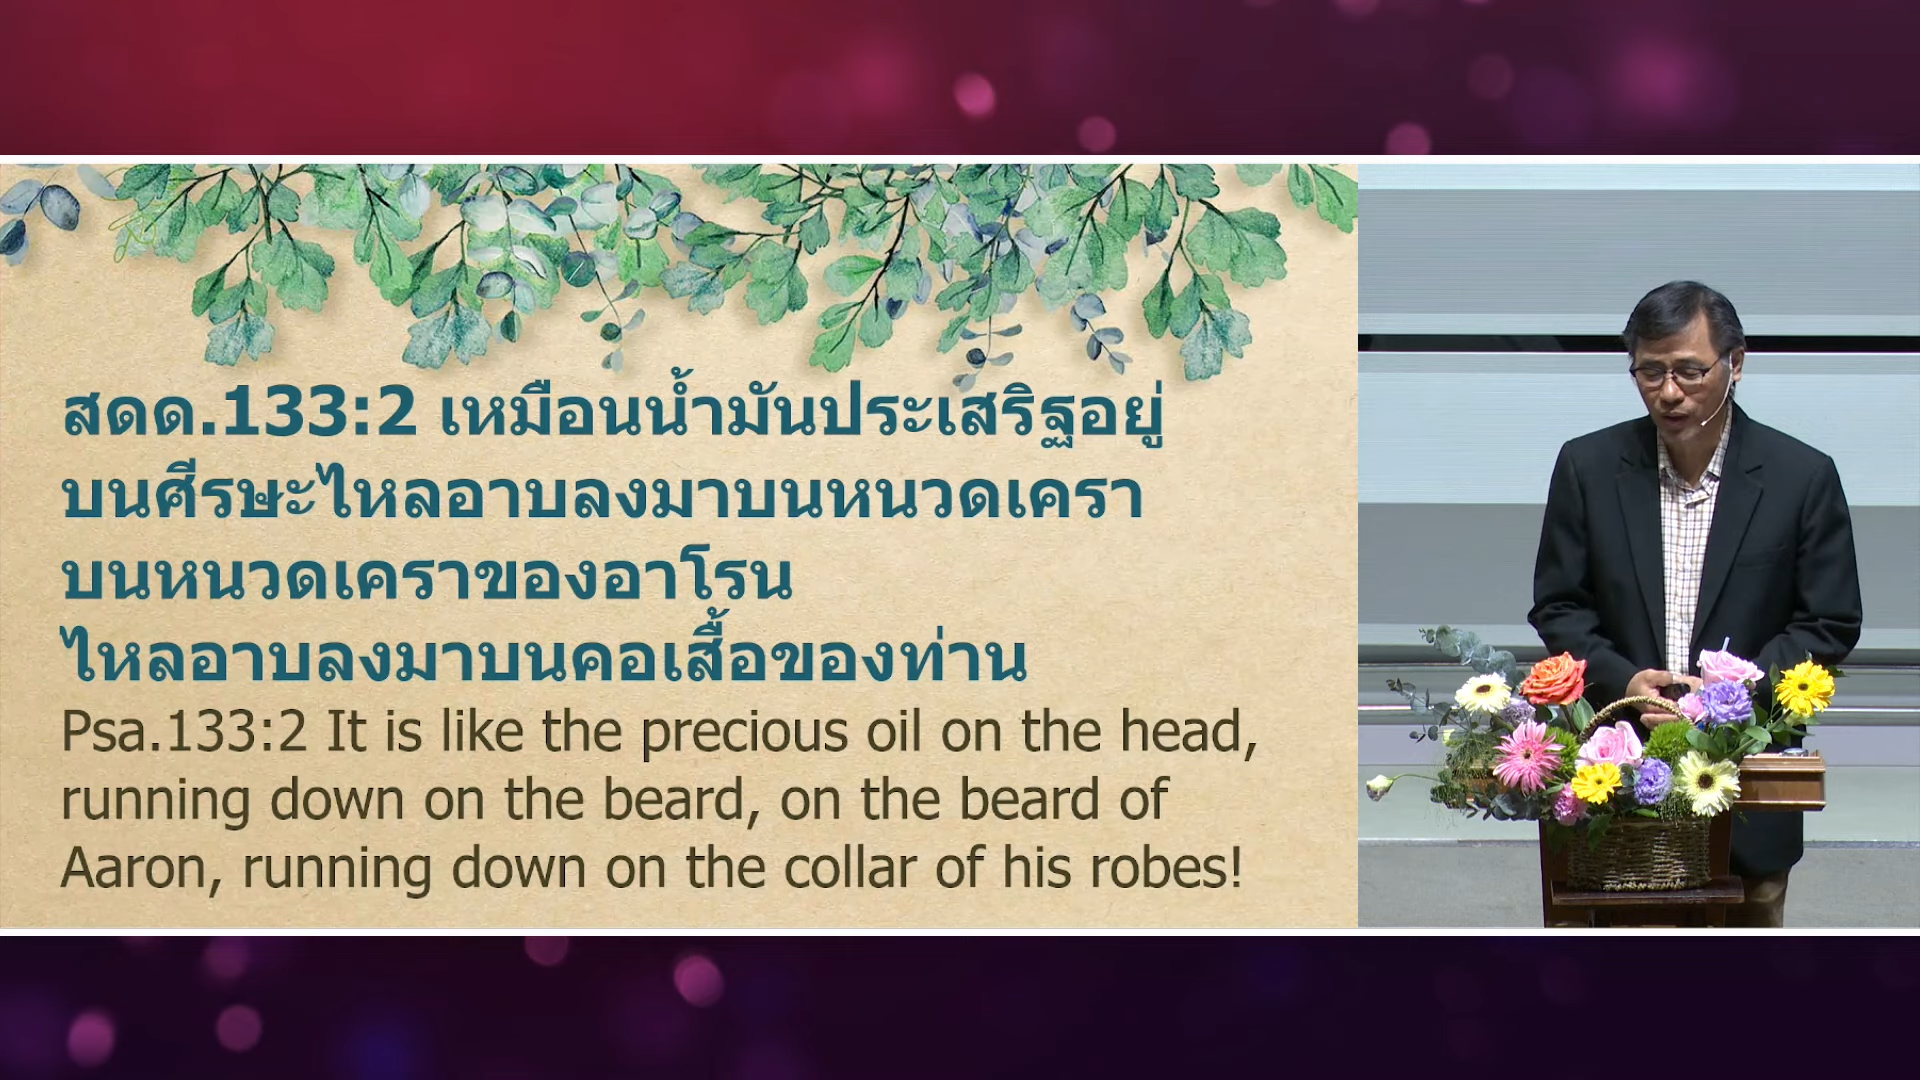 สดด.133:2 เหมือนน้ำมันประเสริฐอยู่
บนศีรษะไหลอาบลงมาบนหนวดเครา
บนหนวดเคราของอาโรน
ไหลอาบลงมาบนคอเสื้อของท่าน
Psa.133:2 It is like the precious oil on the head,
running down on the beard, on the beard of
Aaron, running down on the collar of his robes!